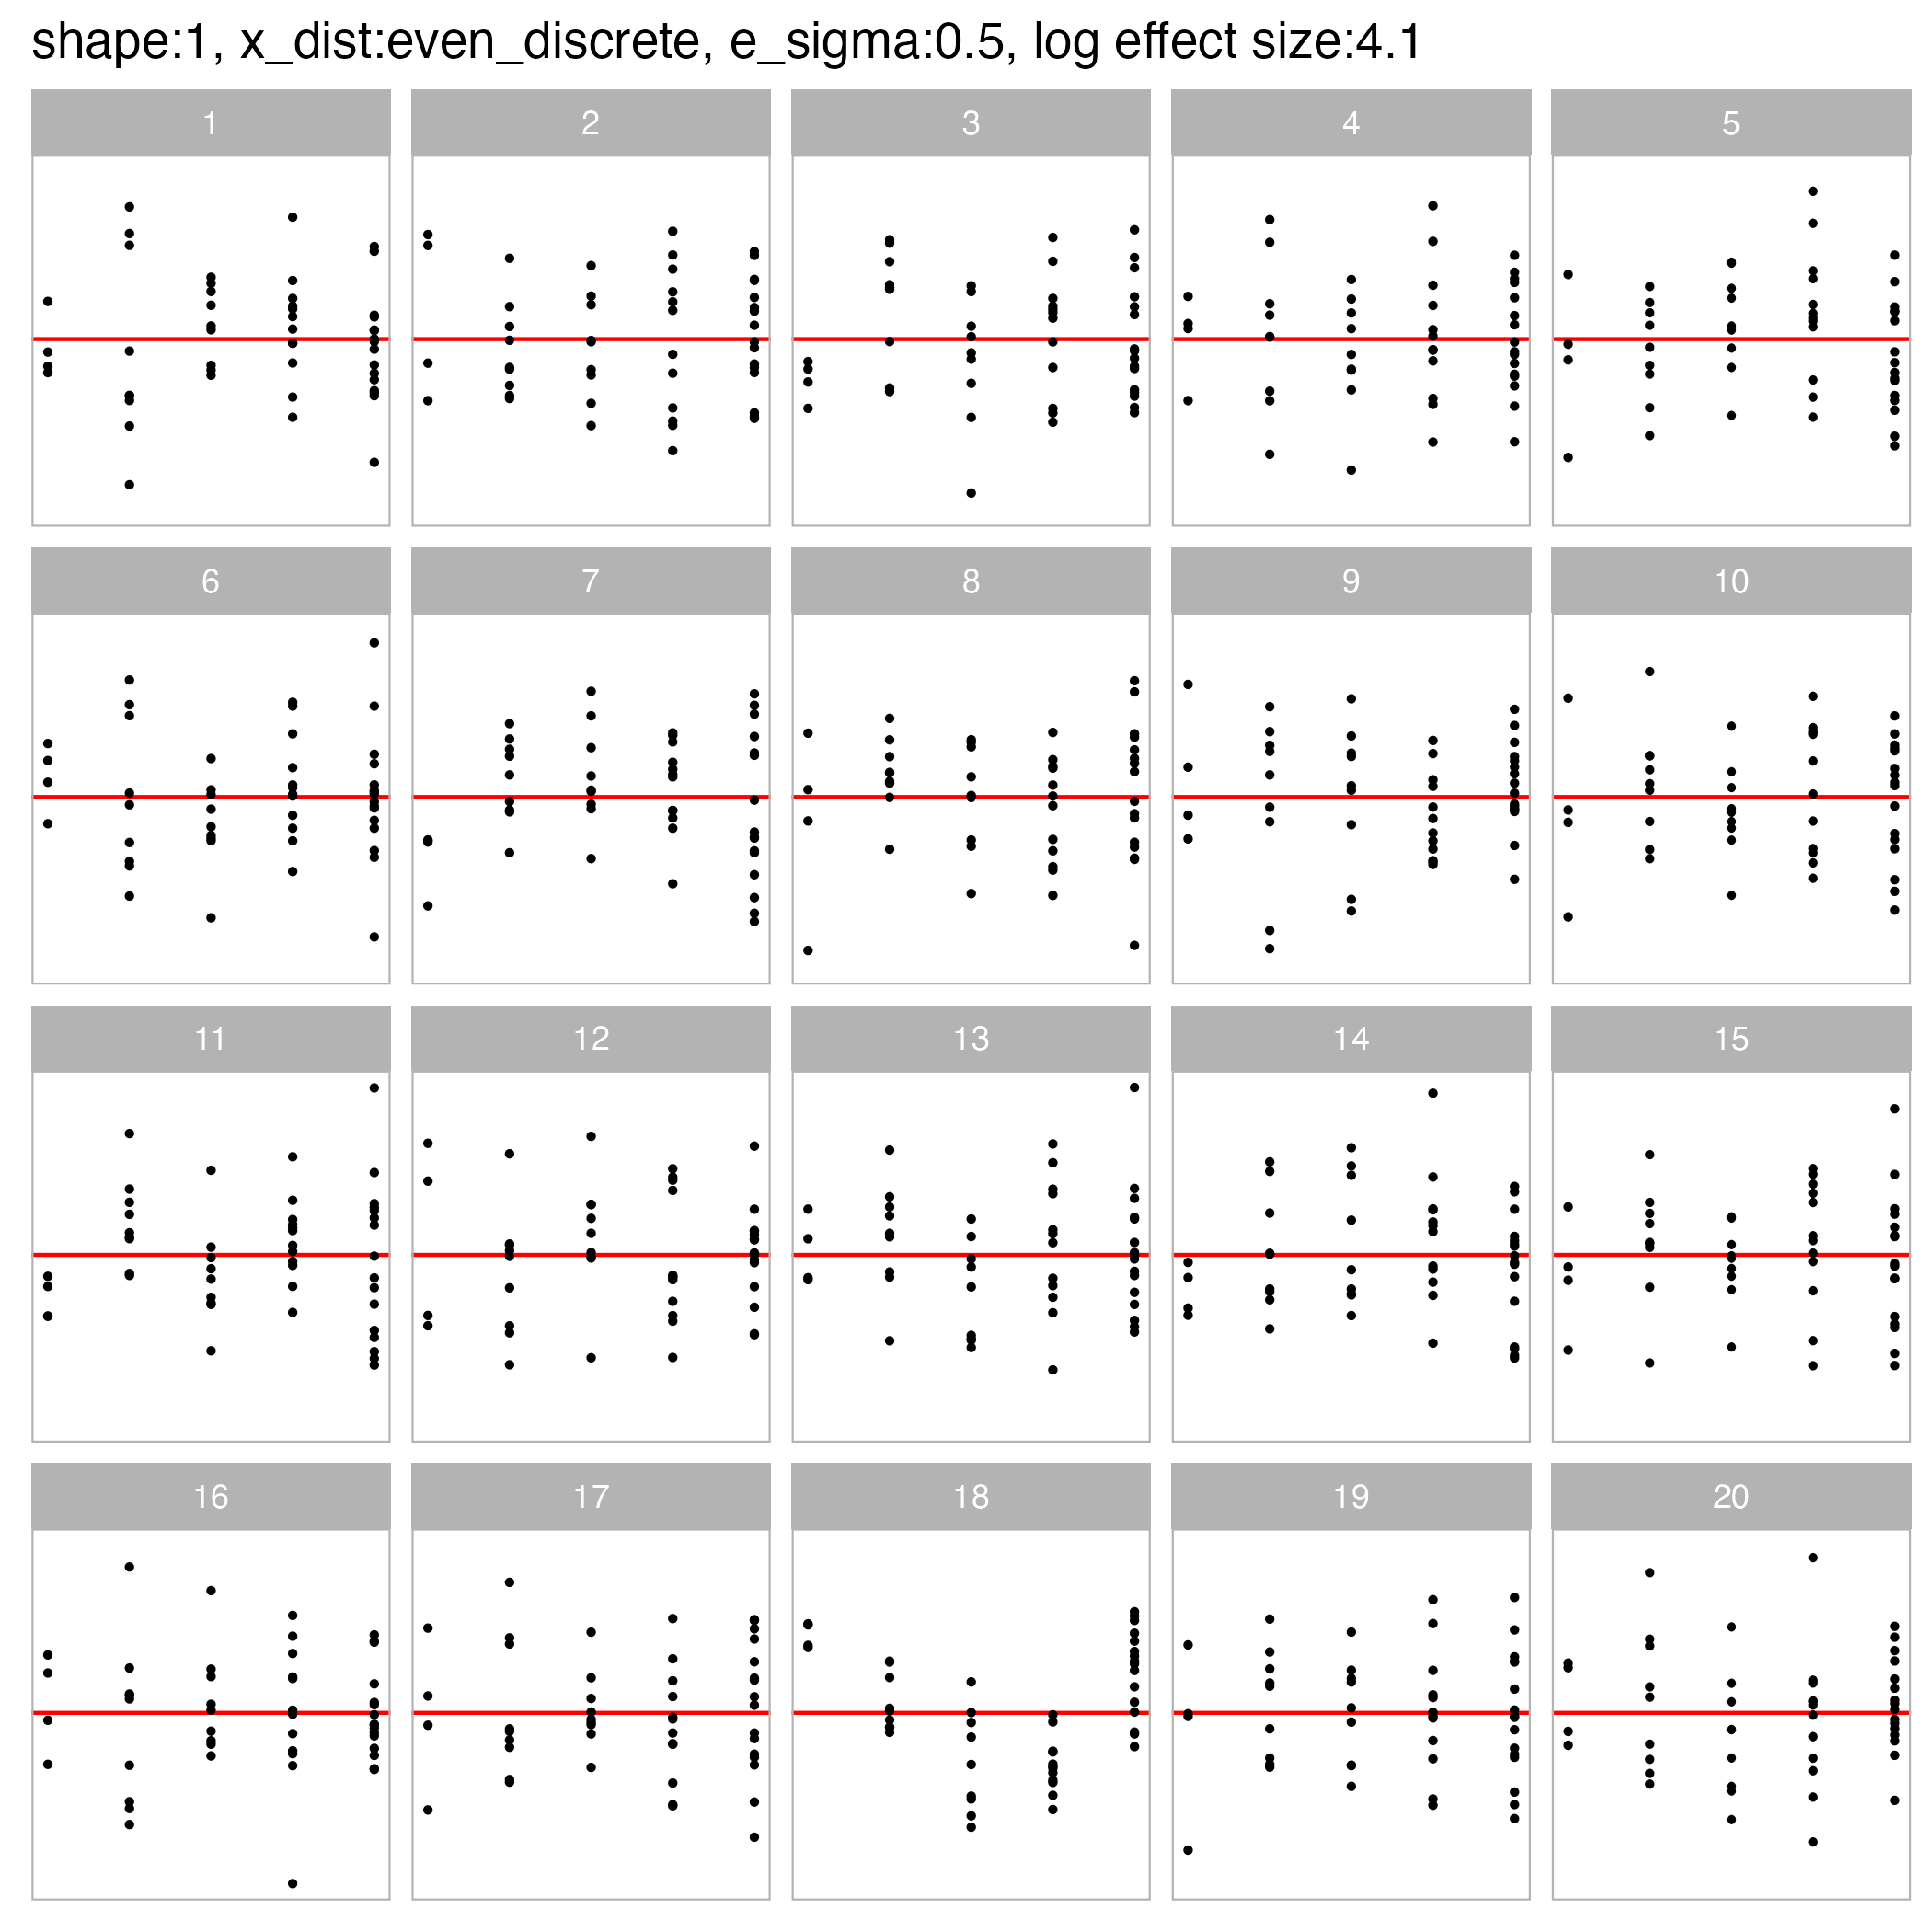 shape:1, x_dist:even_discrete, e_sigma:0.5, log effect size:4.1
1 2 3 4 5
6 7 8 9 10
11 12 13 14 15
16 17 18 19 20